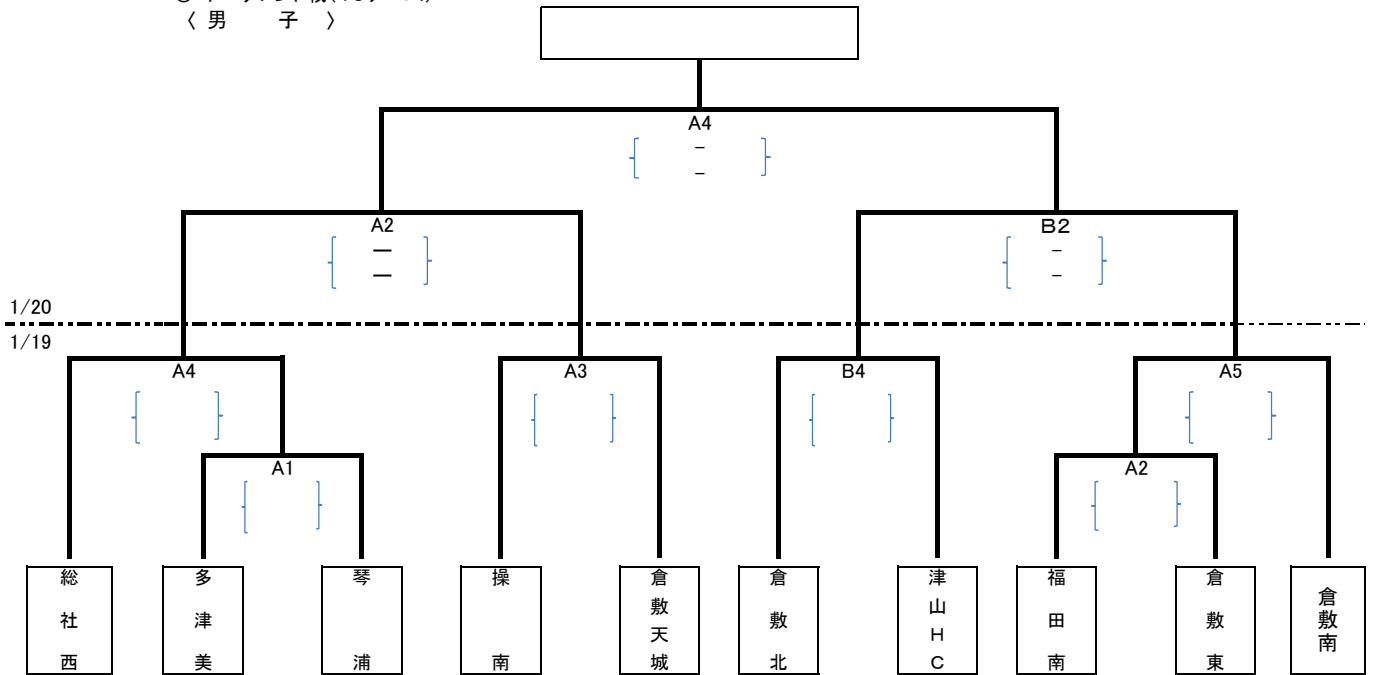 〈 男 子 〉
A4
-
-
A2
B2
—
-
—
-
1/20
1/19
A4
A3
B4
A5
A1
A2
総社西
多津美
琴浦
操南
倉敷天城
倉敷北
津山HC
福田南
倉敷東
倉敷南